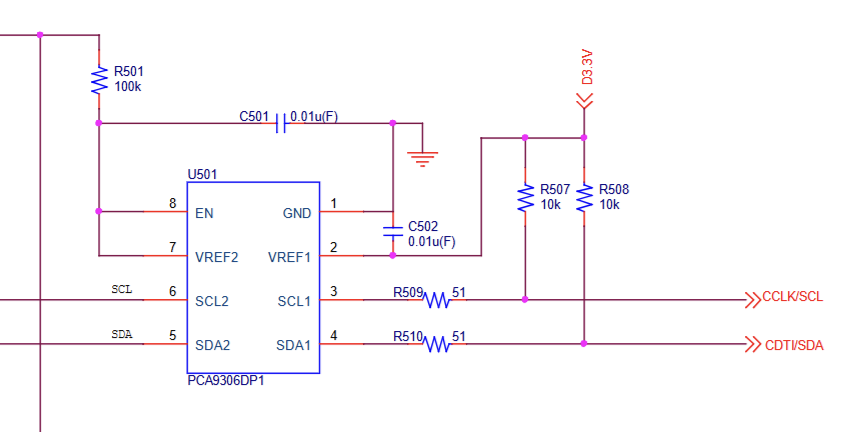 D3.3V
R501
100k
C501 0.01u(F)
U501
8 EN GND 1
R507 R508
10k 10k
C502
0.01u(F)
7 VREF2 VREF1 2
SCL 6 SCL2 SCL1 3 R509 51 CCLK/SCL
SDA 5 SDA2 SDA1 4 R510 51 CDTI/SDA
PCA9306DP1